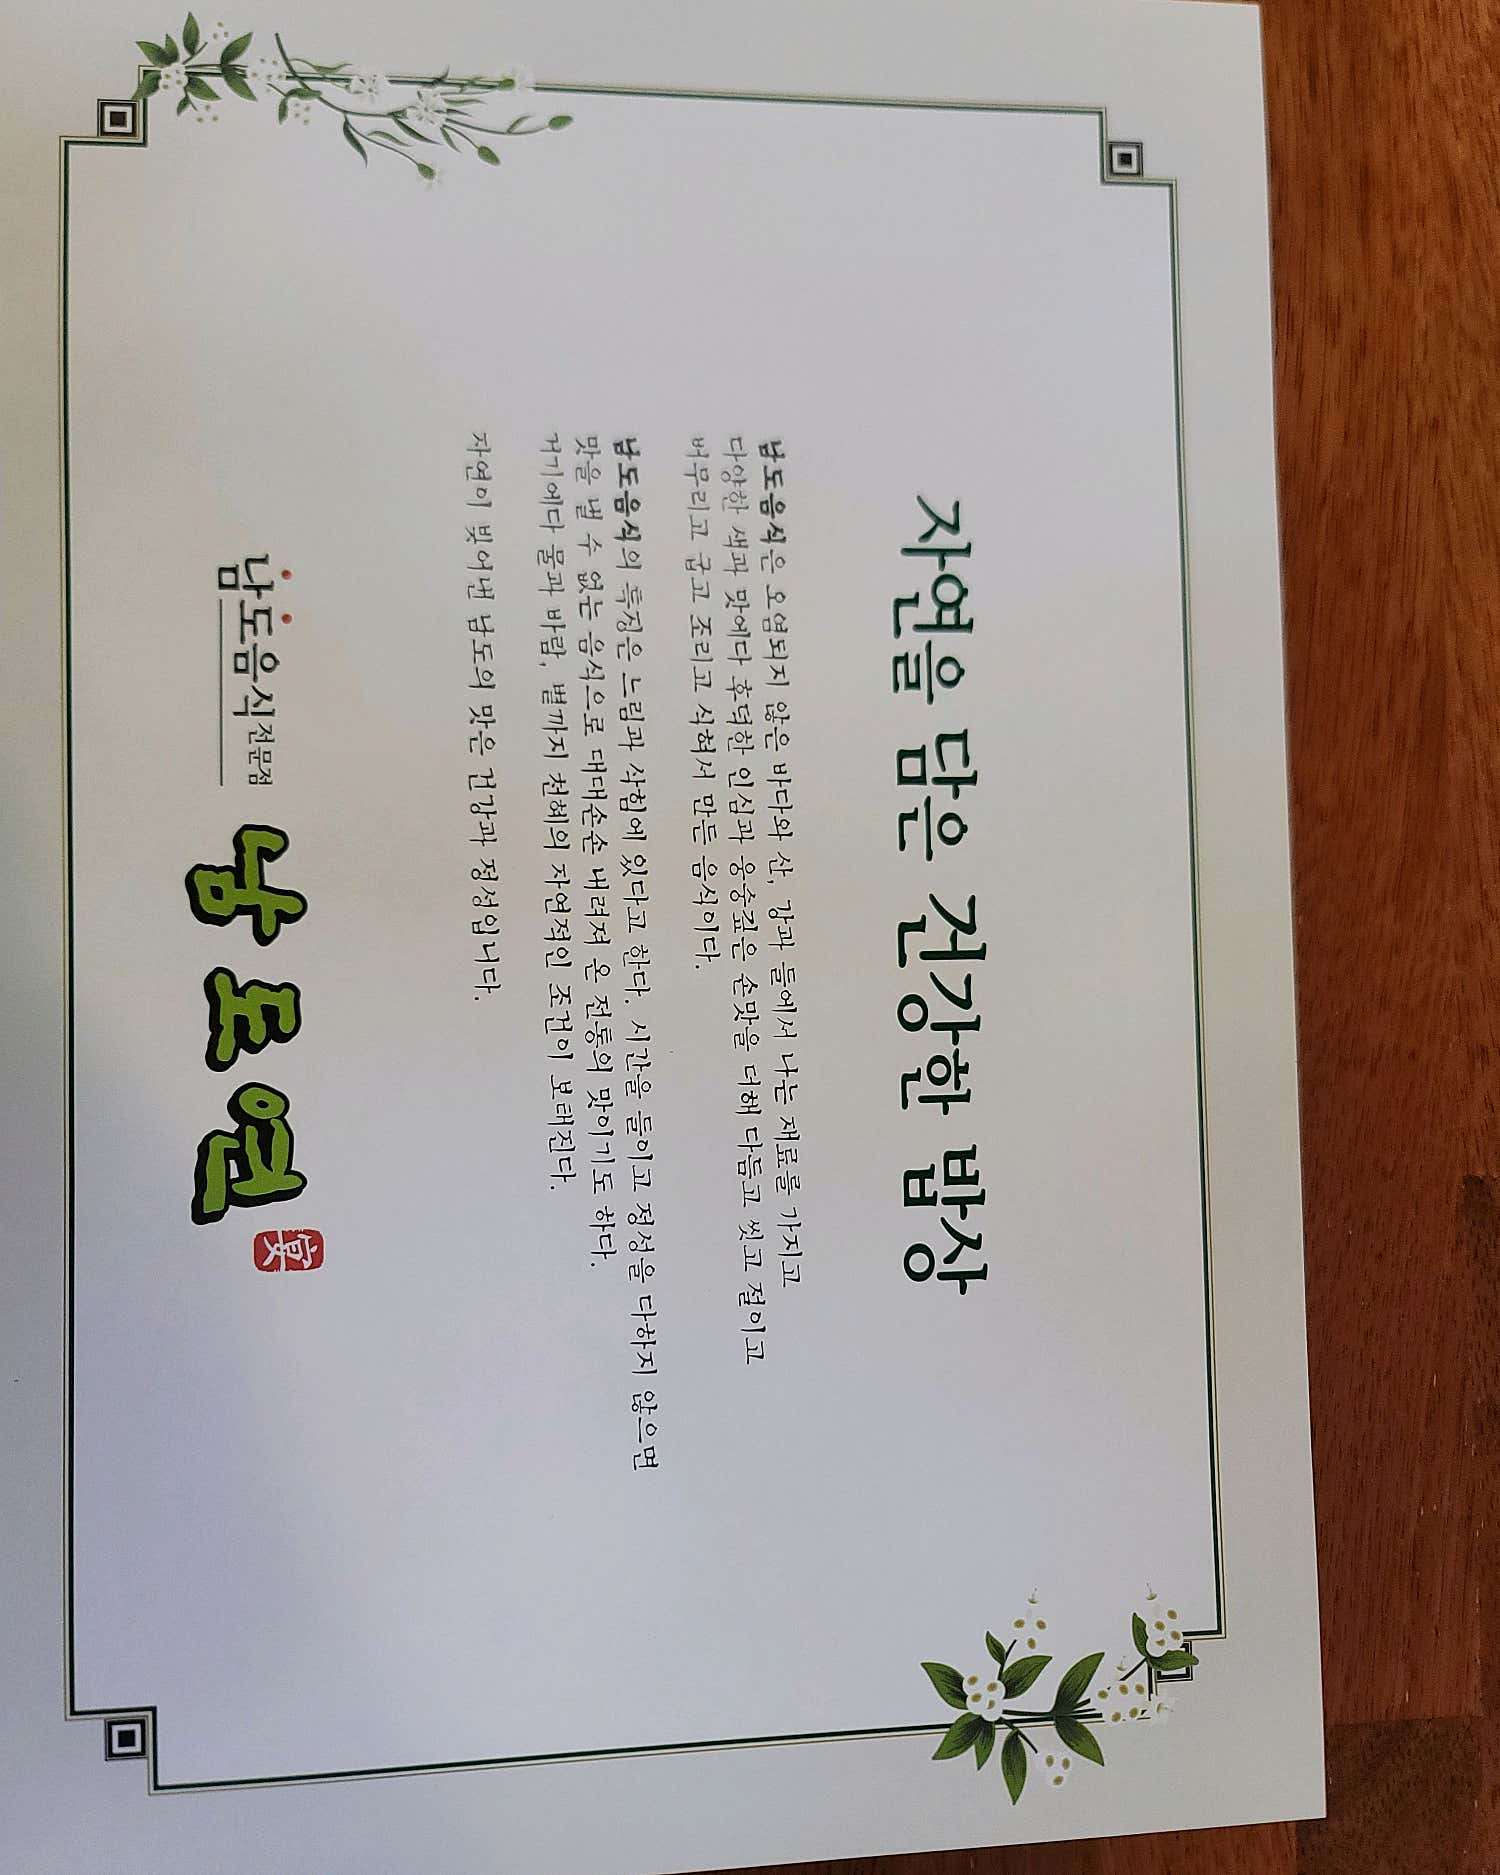 자연을 담은 건강한 밥상
남도음식은 오염되지 않은 바다와 산, 강과 들에서 나는 재료를 가지고
다양한 색과 맛에다 후덕한 인심과 웅숭깊은 손맛을 더해 다듬고 씻고 절이고
버무리고 굽고 조리고 삭혀서 만든 음식이다.
남도음식의 특징은 느림과 삭힘에 있다고 한다. 시간을 들이고 정성을 다하지 않으면
맛을 낼 수 없는 음식으로 대대손손 내려져 온 전통의 맛이기도 하다.
거기에다 물과 바람, 볕까지 천혜의 자연적인 조건이 보태진다.
자연이 빚어낸 남도의 맛은 건강과 정성입니다.
남도음식전문점 남도연 宴